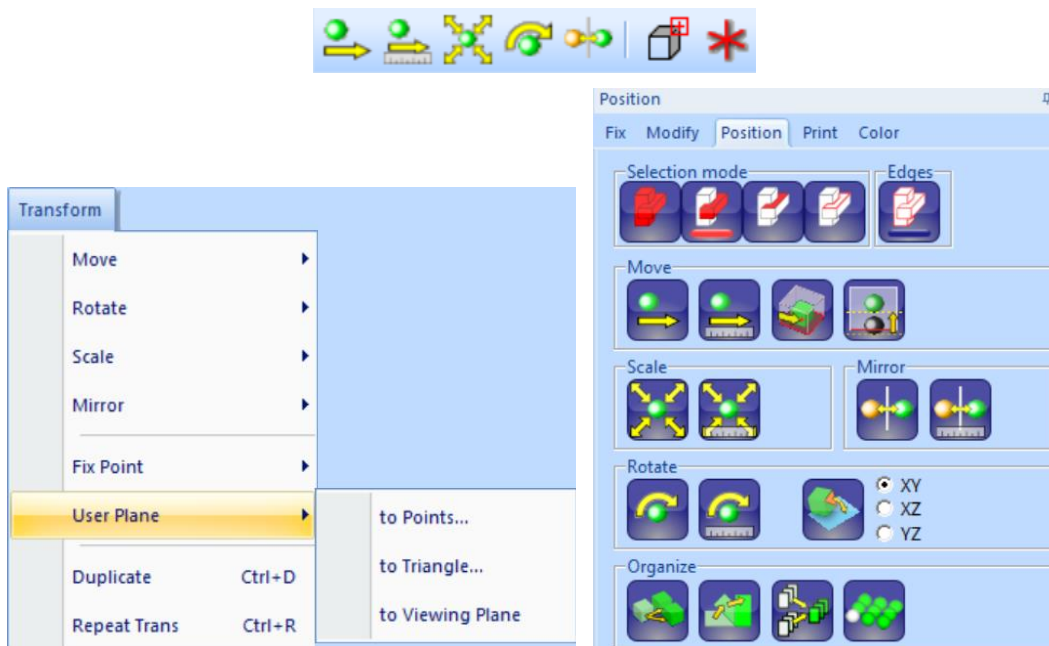 Transform
Move
Rotate
Scale
Mirror
Fix Point
User Plane
Duplicate Ctrl+D
Repeat Trans Ctrl+R
to Points...
to Triangle...
to Viewing Plane
Position
Fix Modify Position Print Color
Selection mode Edges
Move
Scale Mirror
Rotate
XY
XZ
YZ
Organize